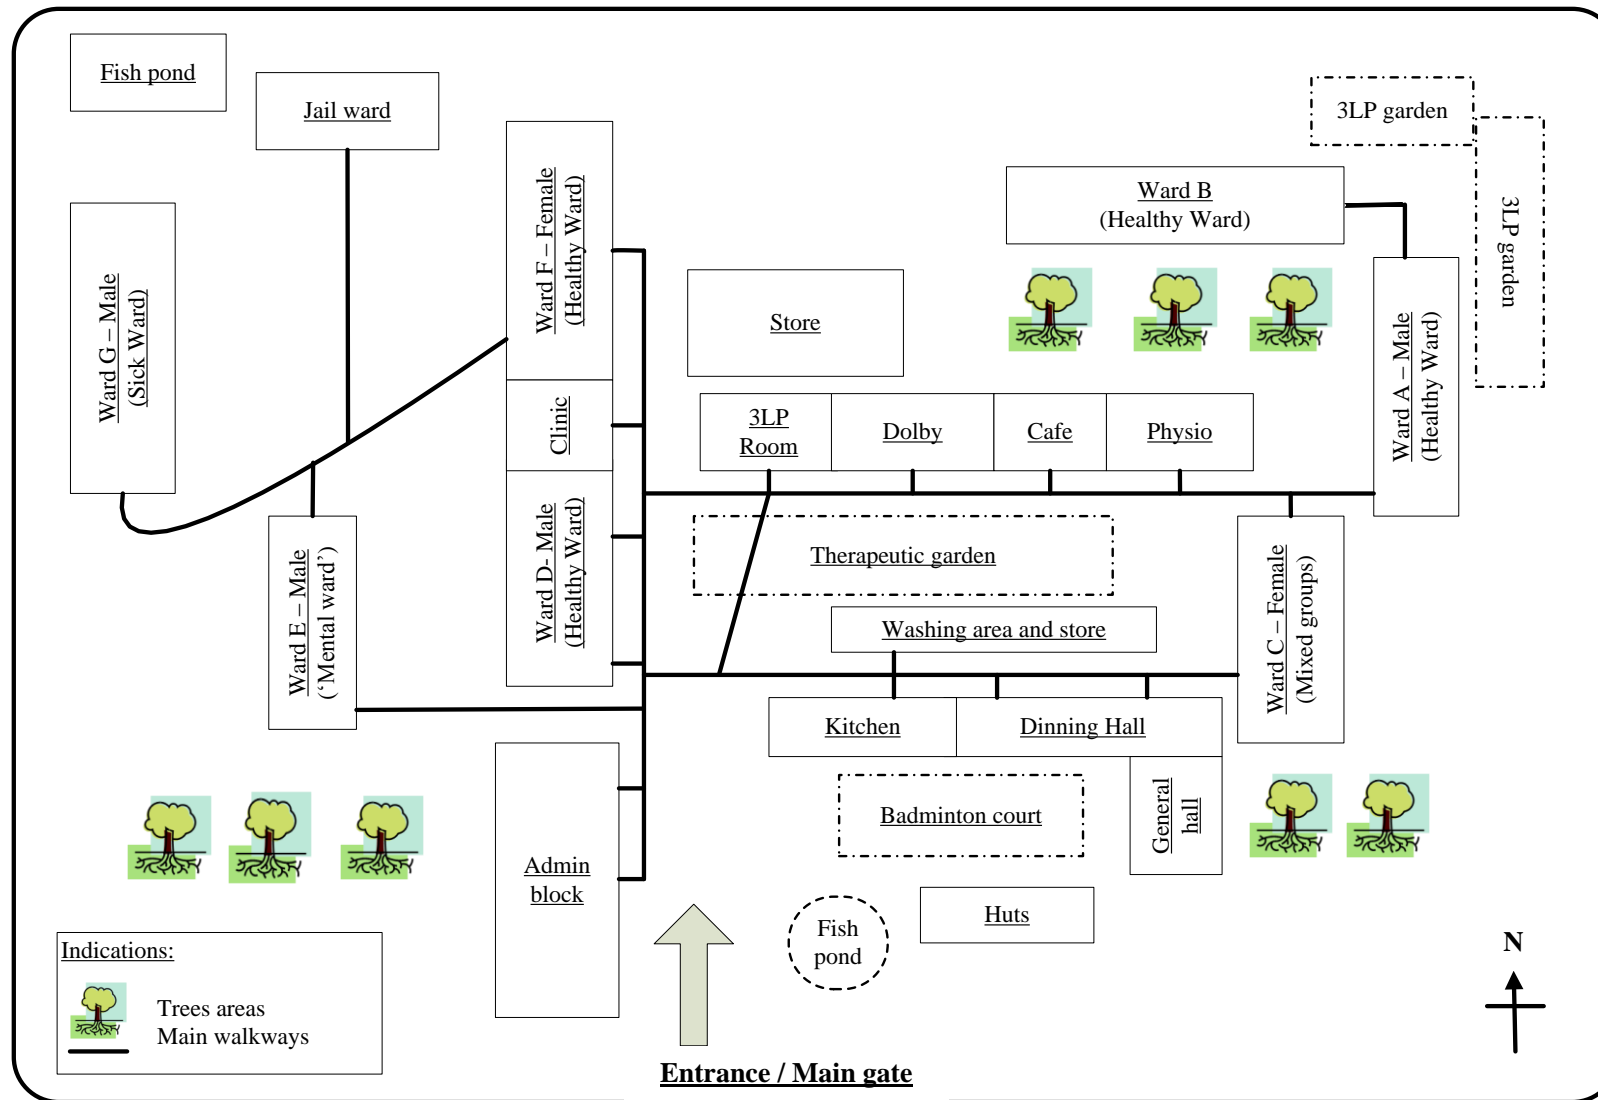 Fish pond
Jail ward
3LP garden
3LP garden
Ward B
(Healthy Ward)
Ward F – Female
(Healthy Ward)
Ward G – Male
(Sick Ward)
Store
Ward A – Male
(Healthy Ward)
Clinic
3LP
Room
Dolby
Cafe
Physio
Ward D- Male
(Healthy Ward)
Therapeutic garden
Ward E – Male
(‘Mental ward’)
Washing area and store
Ward C – Female
(Mixed groups)
Kitchen
Dinning Hall
General
hall
Badminton court
Admin
block
Huts
Fish
pond
Indications:
Trees areas
Main walkways
N
Entrance / Main gate